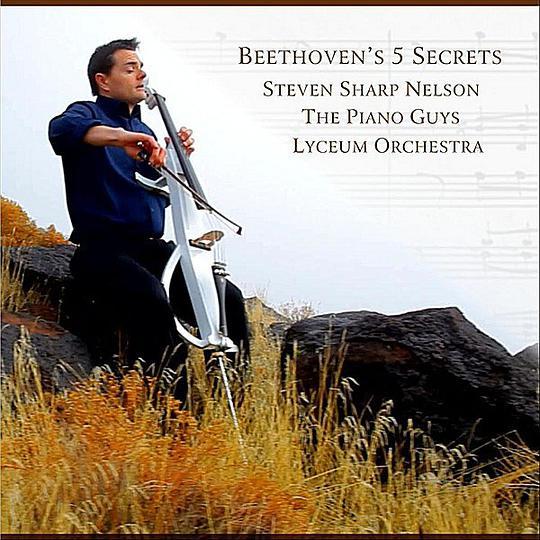 BEETHOVEN'S 5 SECRETS
STEVEN SHARP NELSON
THE PIANO GUYS
LYCEUM ORCHESTRA